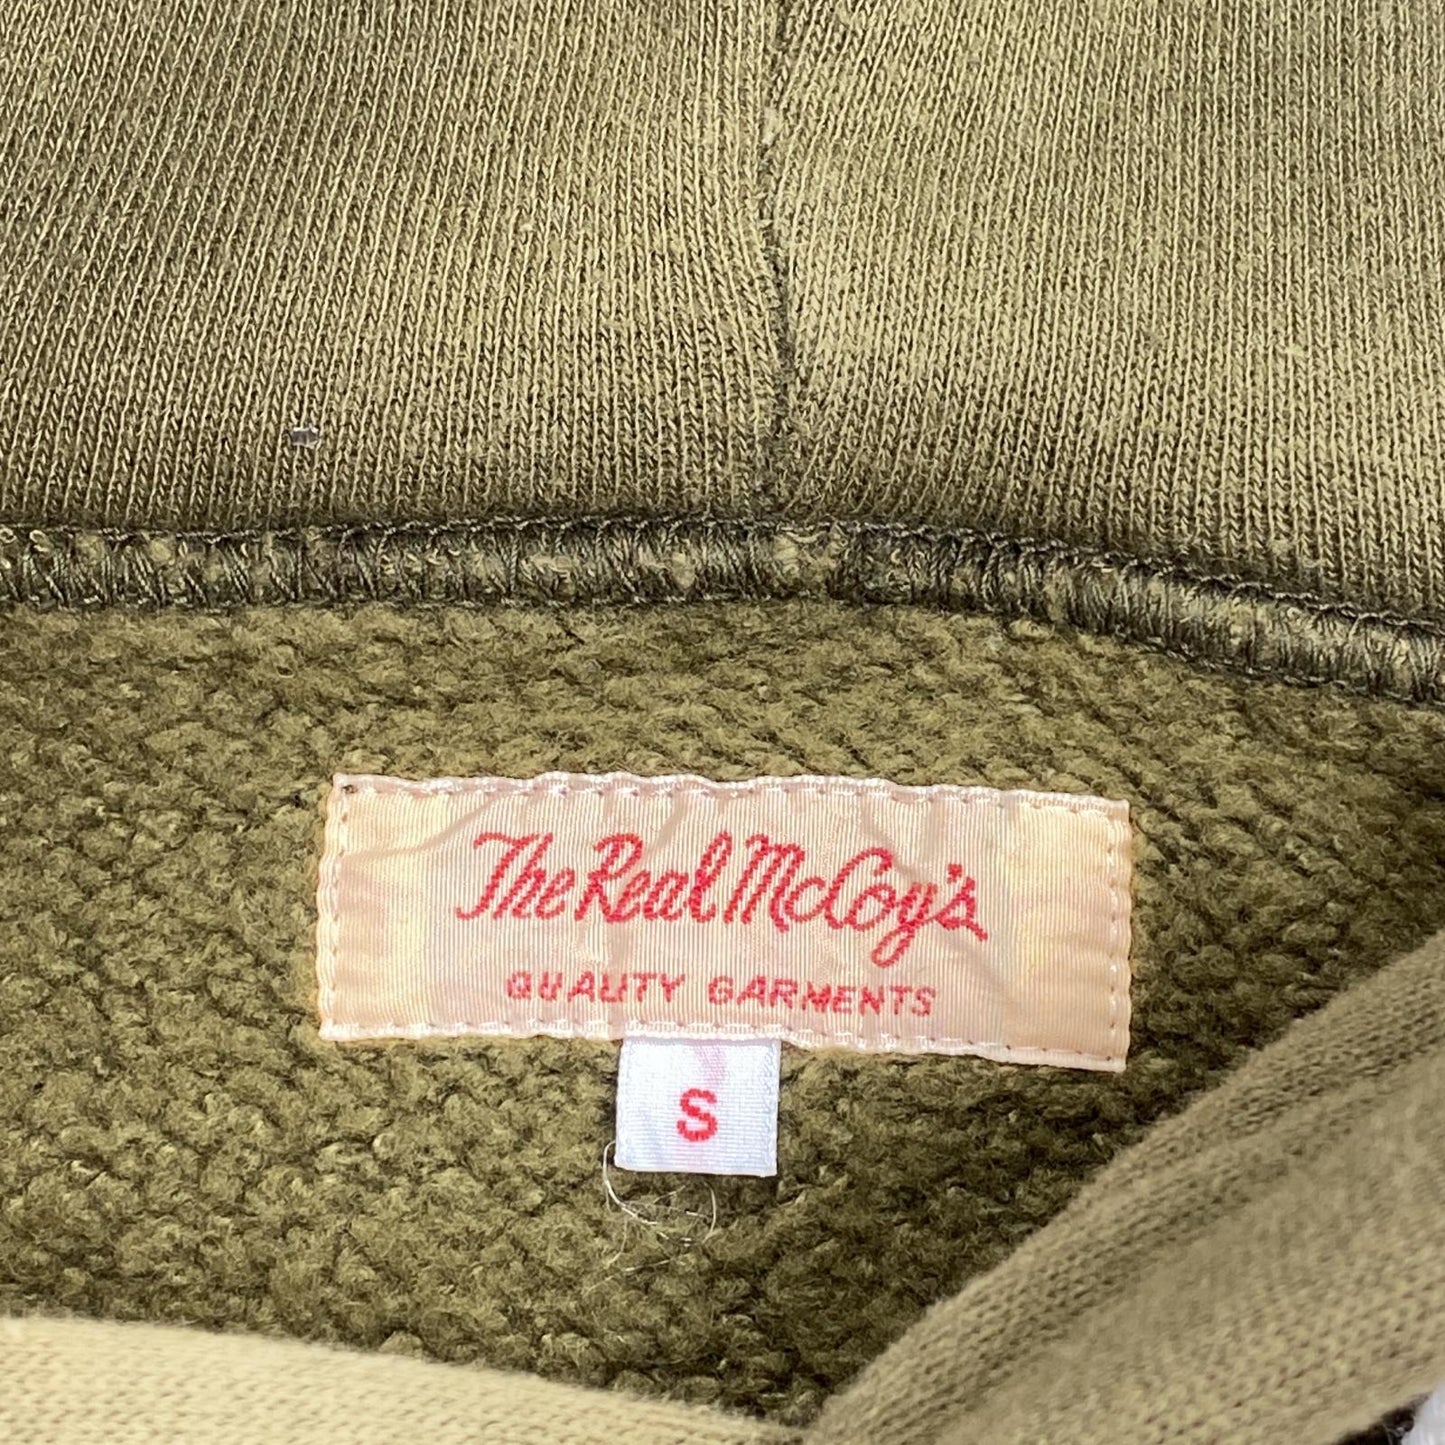 The Real McCoy's
QUALITY GARMENTS
S